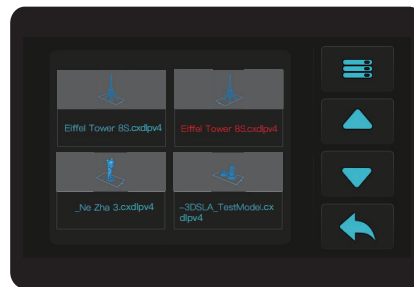 Eiffel Tower 8S.cxdlpv4
Eiffel Tower 8S.cxdlpv4
_Ne Zha 3.cxdlpv4
-3DSLA_TestModel.cx
dlpv4